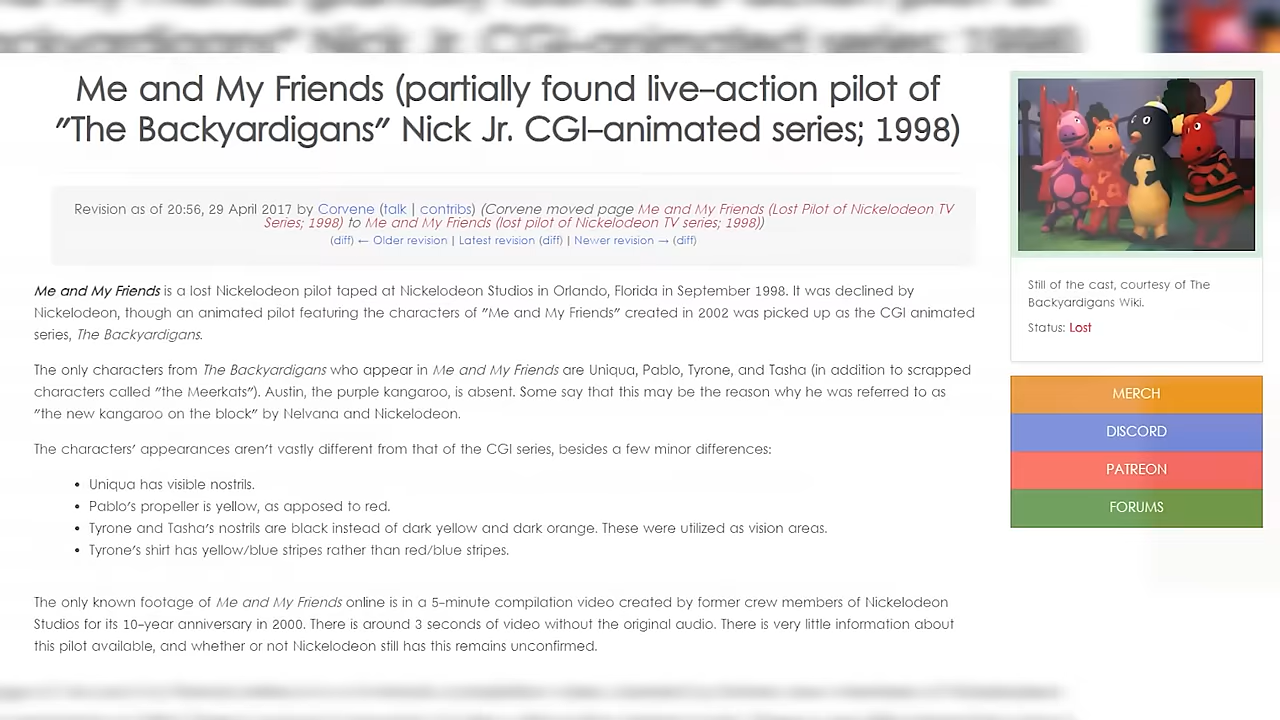 Me and My Friends (partially found live-action pilot of
"The Backyardigans" Nick Jr. CGI-animated series; 1998)
Revision as of 20:56, 29 April 2017 by Corvene (talk | contribs) (Corvene moved page Me and My Friends (Lost Pilot of Nickelodeon TV
Series; 1998) to Me and My Friends (lost pilot of Nickelodeon TV series; 1998))
(diff) ← Older revision | Latest revision (diff) | Newer revision → (diff)
Me and My Friends is a lost Nickelodeon pilot taped at Nickelodeon Studios in Orlando, Florida in September 1998. It was declined by
Nickelodeon, though an animated pilot featuring the characters of "Me and My Friends" created in 2002 was picked up as the CGI animated
series, The Backyardigans.
The only characters from The Backyardigans who appear in Me and My Friends are Uniqua, Pablo, Tyrone, and Tasha (in addition to scrapped
characters called "the Meerkats"). Austin, the purple kangaroo, is absent. Some say that this may be the reason why he was referred to as
"the new kangaroo on the block" by Nelvana and Nickelodeon.
The characters' appearances aren't vastly different from that of the CGI series, besides a few minor differences:
• Uniqua has visible nostrils.
• Pablo's propeller is yellow, as opposed to red.
• Tyrone and Tasha's nostrils are black instead of dark yellow and dark orange. These were utilized as vision areas.
• Tyrone's shirt has yellow/blue stripes rather than red/blue stripes.
The only known footage of Me and My Friends online is in a 5-minute compilation video created by former crew members of Nickelodeon
Studios for its 10-year anniversary in 2000. There is around 3 seconds of video without the original audio. There is very little information about
this pilot available, and whether or not Nickelodeon still has this remains unconfirmed.
Still of the cast, courtesy of The
Backyardigans Wiki.
Status: Lost
MERCH
DISCORD
PATREON
FORUMS